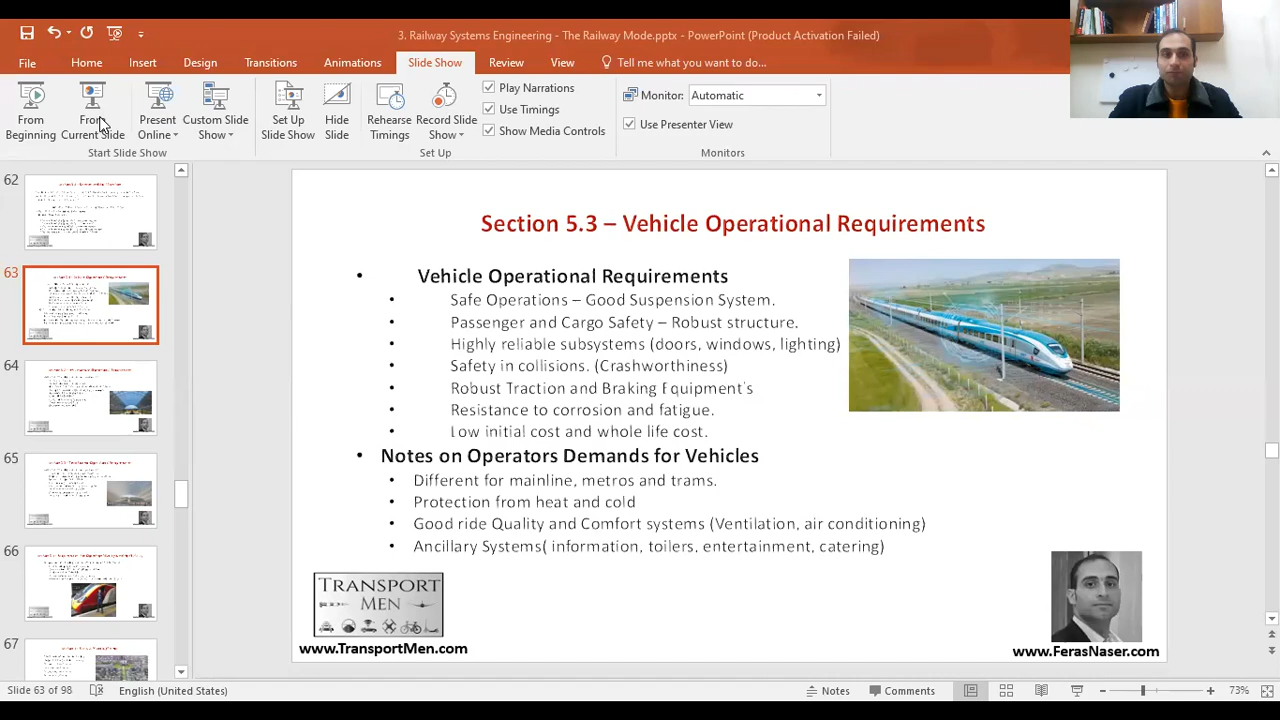 3. Railway Systems Engineering - The Railway Mode.pptx - PowerPoint (Product Activation Failed)
File Home Insert Design Transitions Animations Slide Show Review View Tell me what you want to do...
From Beginning
From Current Slide
Present Online
Custom Slide Show
Set Up Slide Show
Hide Slide
Rehearse Timings
Record Slide Show
Play Narrations
Use Timings
Show Media Controls
Monitor: Automatic
Use Presenter View
Start Slide Show
Set Up
Monitors
62
63
64
65
66
67
Section 5.3 – Vehicle Operational Requirements
• Vehicle Operational Requirements
• Safe Operations – Good Suspension System.
• Passenger and Cargo Safety – Robust structure.
• Highly reliable subsystems (doors, windows, lighting)
• Safety in collisions. (Crashworthiness)
• Robust Traction and Braking Equipment's
• Resistance to corrosion and fatigue.
• Low initial cost and whole life cost.
• Notes on Operators Demands for Vehicles
• Different for mainline, metros and trams.
• Protection from heat and cold
• Good ride Quality and Comfort systems (Ventilation, air conditioning)
• Ancillary Systems( information, toilers, entertainment, catering)
TRANSPORT
MEN
www.TransportMen.com
www.FerasNaser.com
Slide 63 of 98 English (United States) Notes Comments 73%